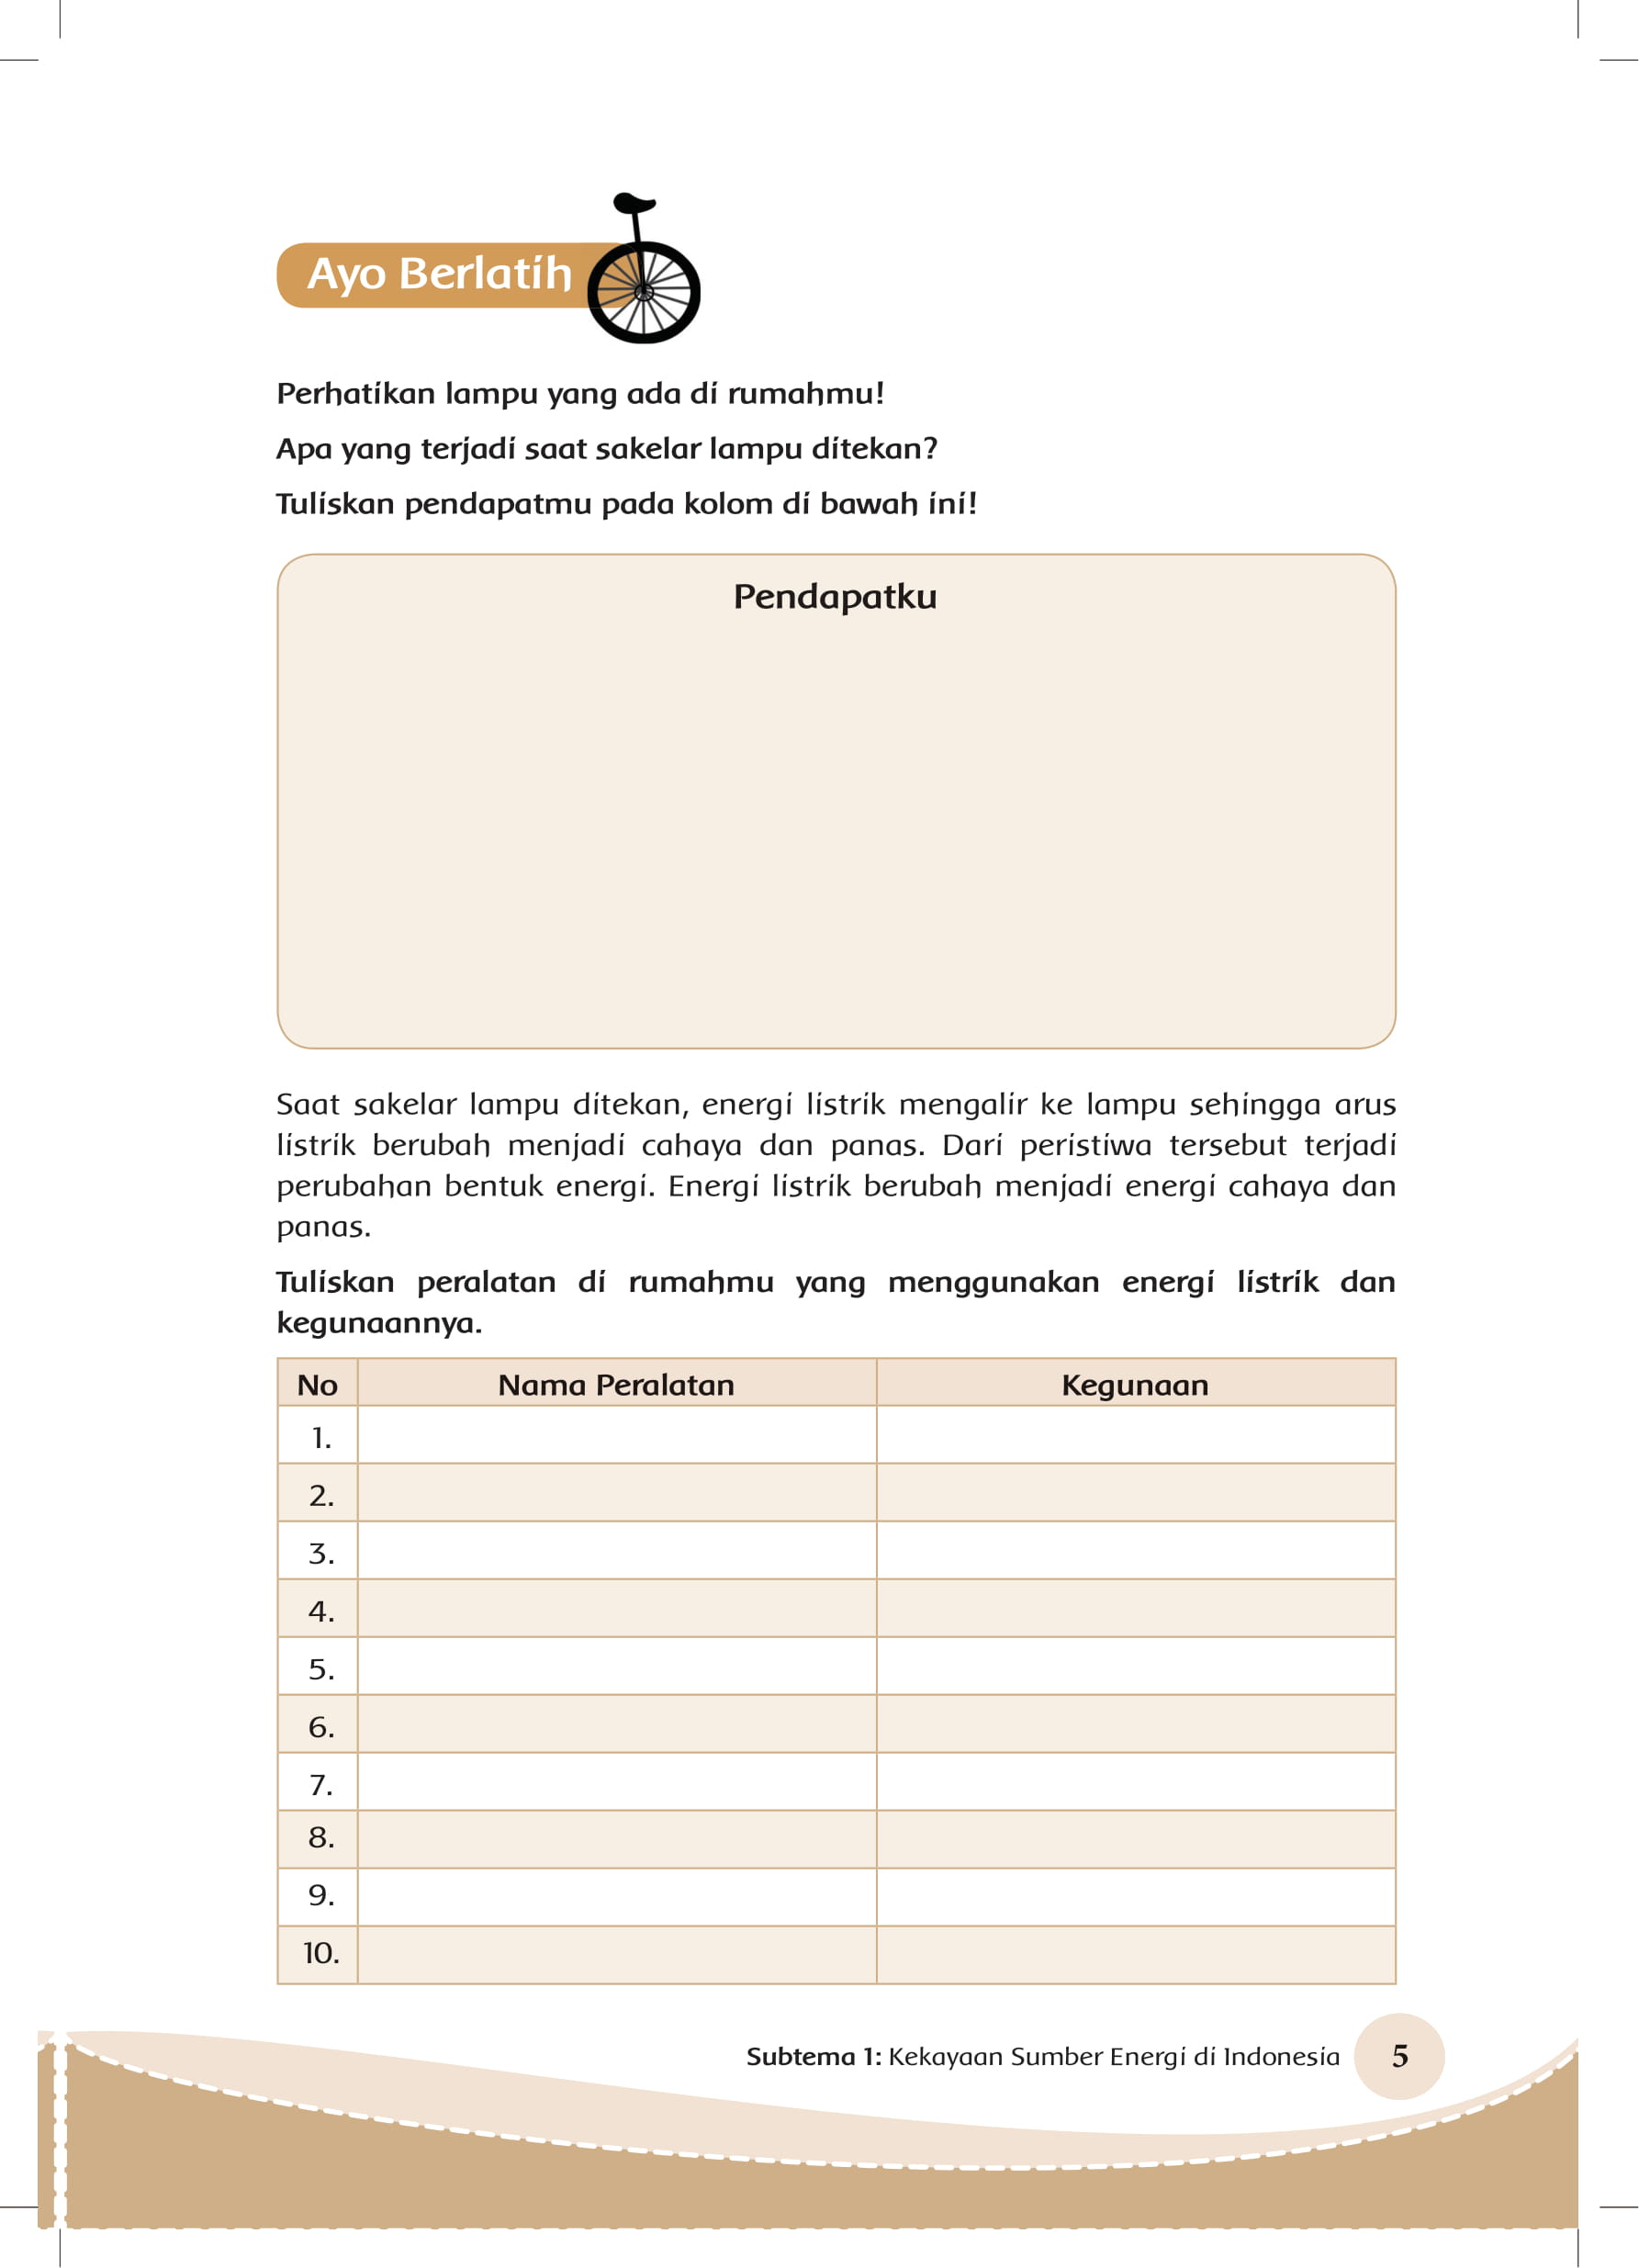 Ayo Berlatih
Perhatikan lampu yang ada di rumahmu!
Apa yang terjadi saat sakelar lampu ditekan?
Tuliskan pendapatmu pada kolom di bawah ini!
Pendapatku
Saat sakelar lampu ditekan, energi listrik mengalir ke lampu sehingga arus
listrik berubah menjadi cahaya dan panas. Dari peristiwa tersebut terjadi
perubahan bentuk energi. Energi listrik berubah menjadi energi cahaya dan
panas.
Tuliskan peralatan di rumahmu yang menggunakan energi listrik dan
kegunaannya.
No Nama Peralatan Kegunaan
1.
2.
3.
4.
5.
6.
7.
8.
9.
10.
Subtema 1: Kekayaan Sumber Energi di Indonesia 5